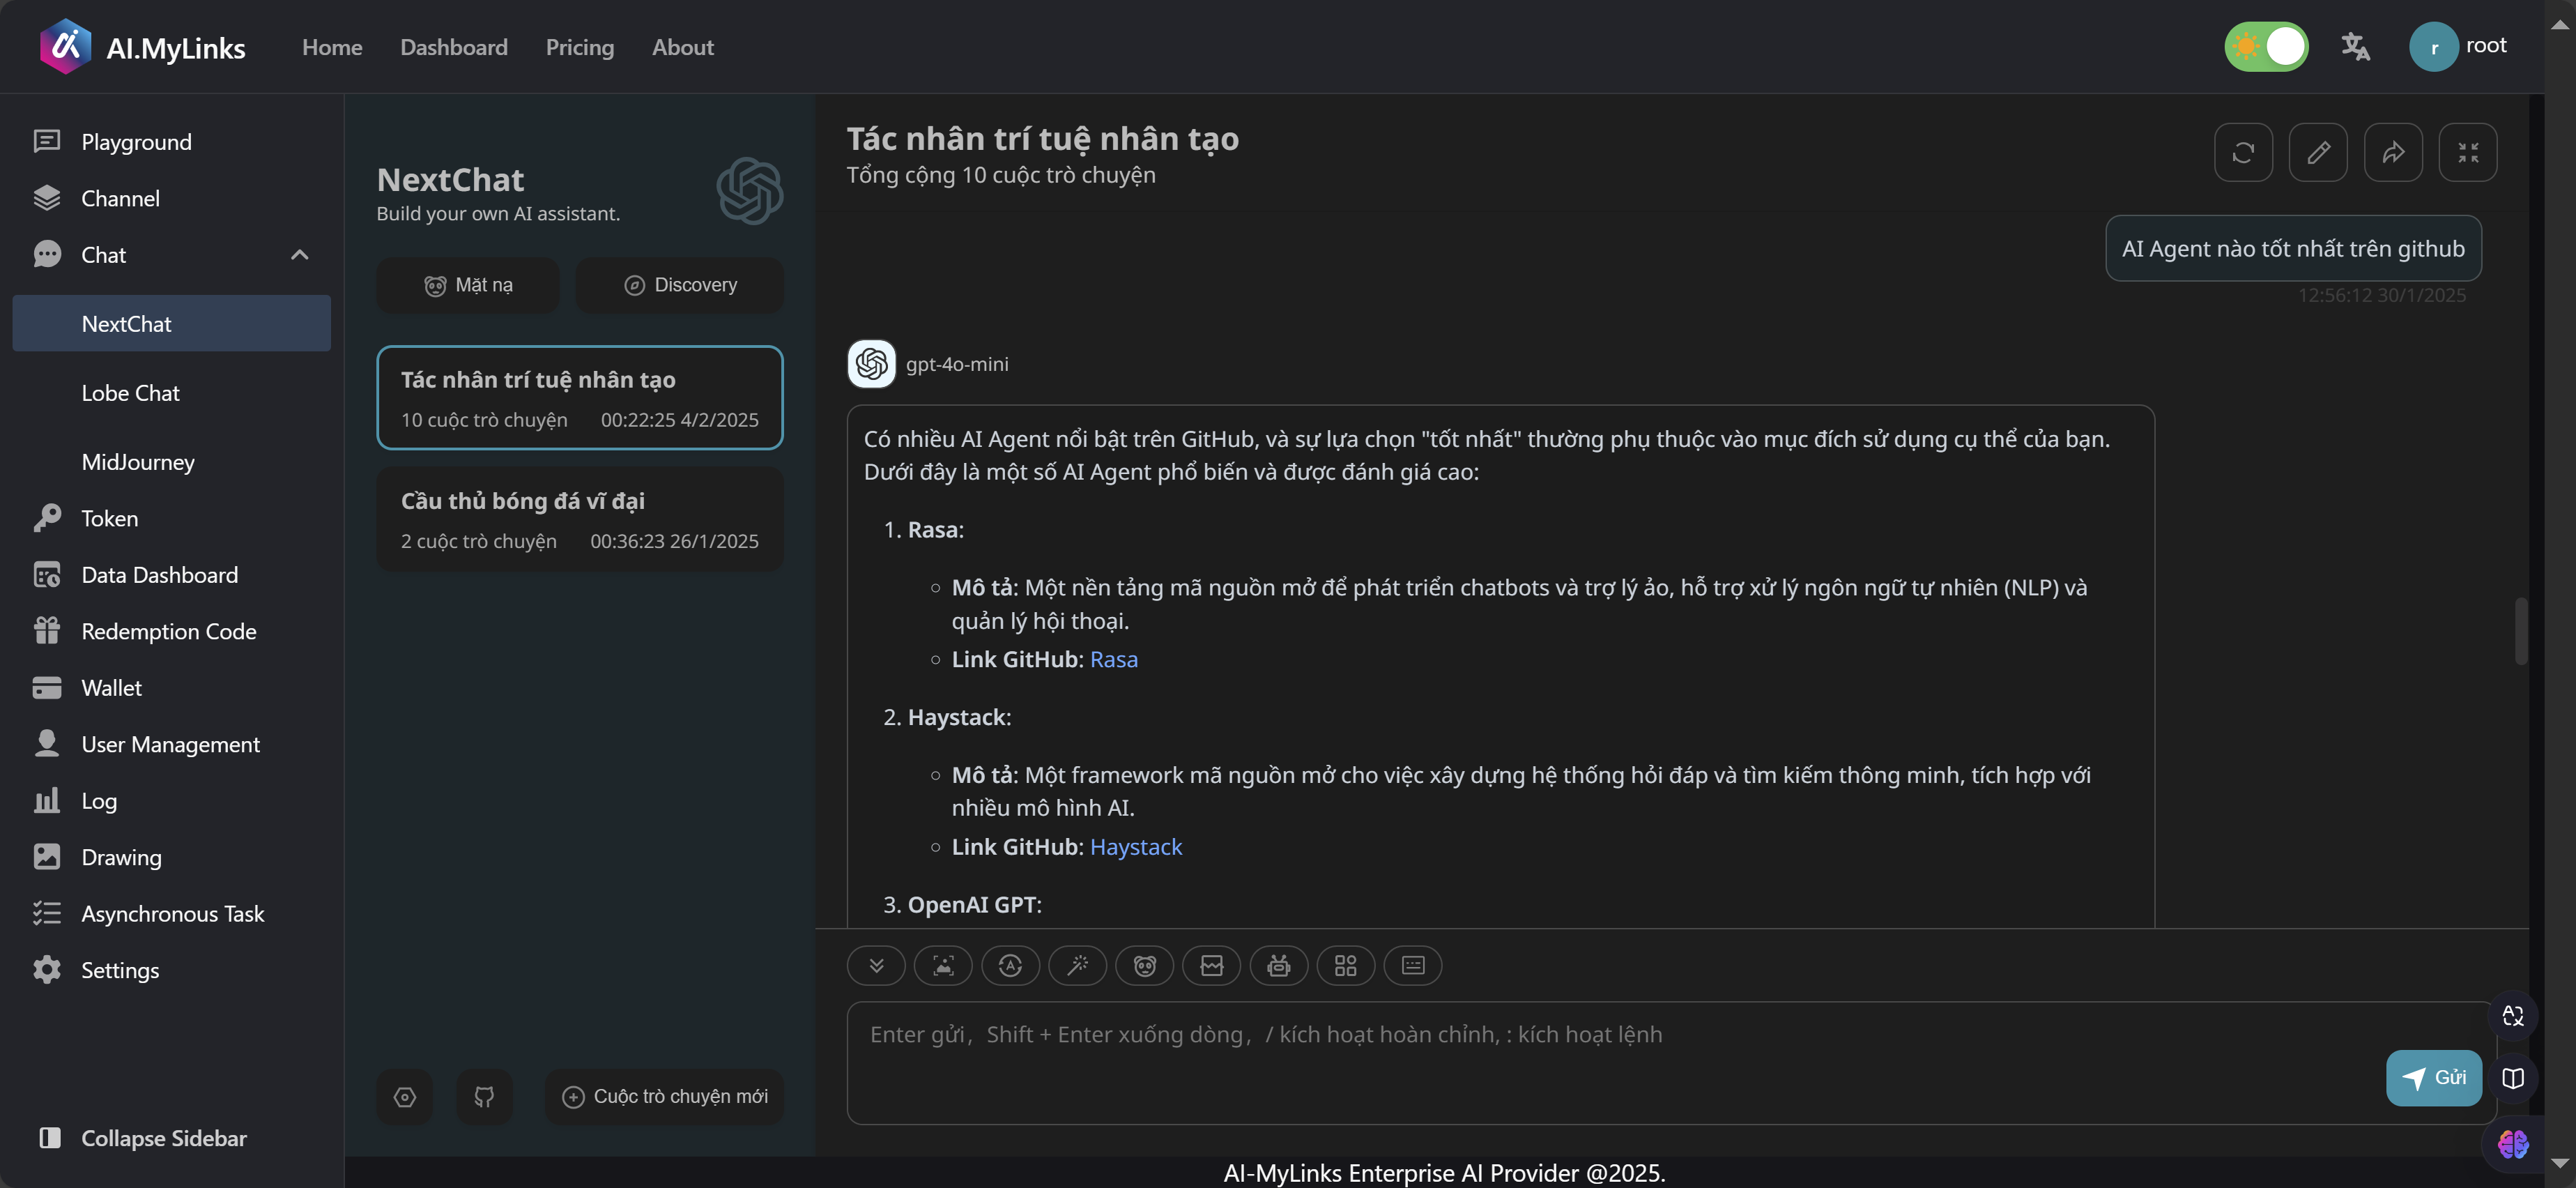 AI.MyLinks
Home
Dashboard
Pricing
About
r
root
Playground
Channel
Chat
NextChat
Lobe Chat
MidJourney
Token
Data Dashboard
Redemption Code
Wallet
User Management
Log
Drawing
Asynchronous Task
Settings
Collapse Sidebar
NextChat
Build your own AI assistant.
Mặt nạ
Discovery
Tác nhân trí tuệ nhân tạo
10 cuộc trò chuyện
00:22:25 4/2/2025
Cầu thủ bóng đá vĩ đại
2 cuộc trò chuyện
00:36:23 26/1/2025
Cuộc trò chuyện mới
Tác nhân trí tuệ nhân tạo
Tổng cộng 10 cuộc trò chuyện
AI Agent nào tốt nhất trên github
12:56:12 30/1/2025
gpt-4o-mini
Có nhiều AI Agent nổi bật trên GitHub, và sự lựa chọn "tốt nhất" thường phụ thuộc vào mục đích sử dụng cụ thể của bạn.
Dưới đây là một số AI Agent phổ biến và được đánh giá cao:
1. Rasa:
Mô tả: Một nền tảng mã nguồn mở để phát triển chatbots và trợ lý ảo, hỗ trợ xử lý ngôn ngữ tự nhiên (NLP) và
quản lý hội thoại.
Link GitHub: Rasa
2. Haystack:
Mô tả: Một framework mã nguồn mở cho việc xây dựng hệ thống hỏi đáp và tìm kiếm thông minh, tích hợp với
nhiều mô hình AI.
Link GitHub: Haystack
3. OpenAI GPT:
Enter gửi，Shift + Enter xuống dòng，/ kích hoạt hoàn chỉnh, : kích hoạt lệnh
Gửi
AI-MyLinks Enterprise AI Provider @2025.